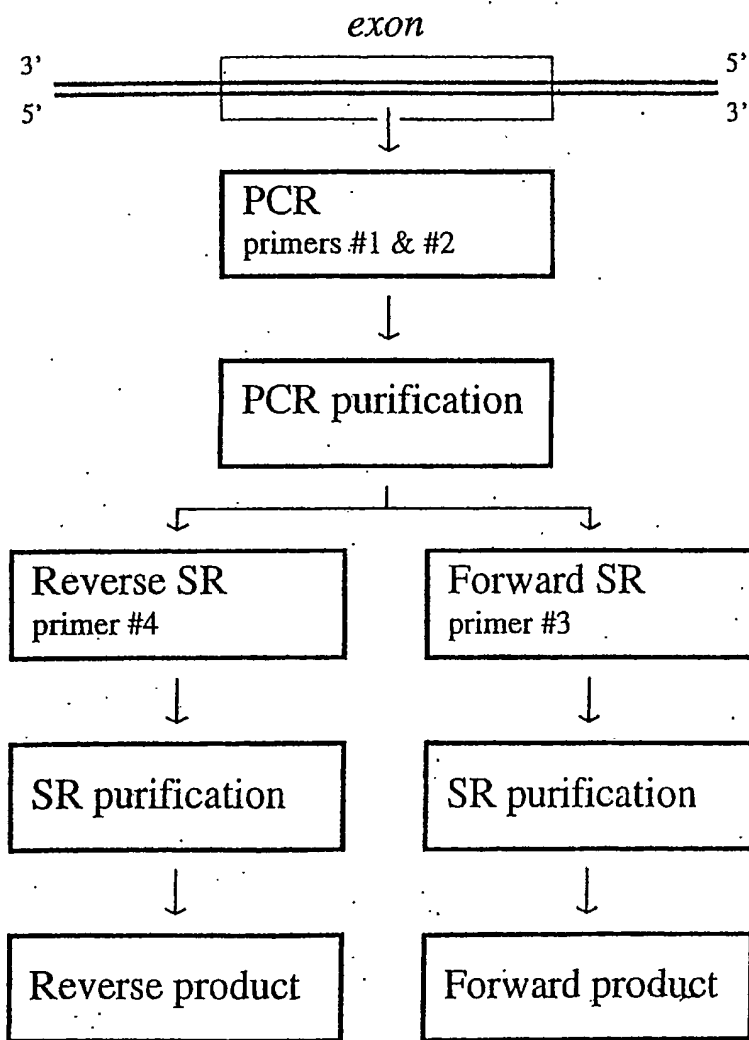 exon
3' 5'
5' 3'
PCR
primers #1 & #2
PCR purification
Reverse SR
primer #4
Forward SR
primer #3
SR purification
SR purification
Reverse product
Forward product